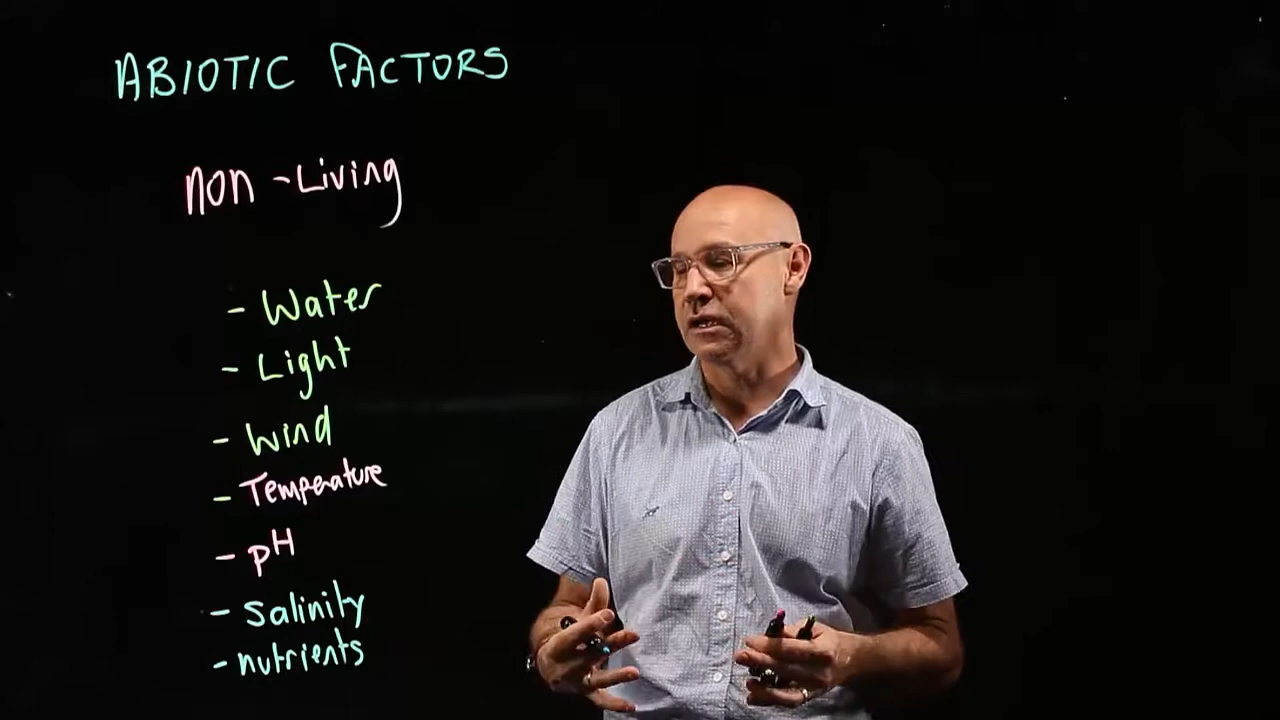 ABIOTIC FACTORS
non-Living
- Water
- Light
- Wind
- Temperature
- pH
- Salinity
- nutrients